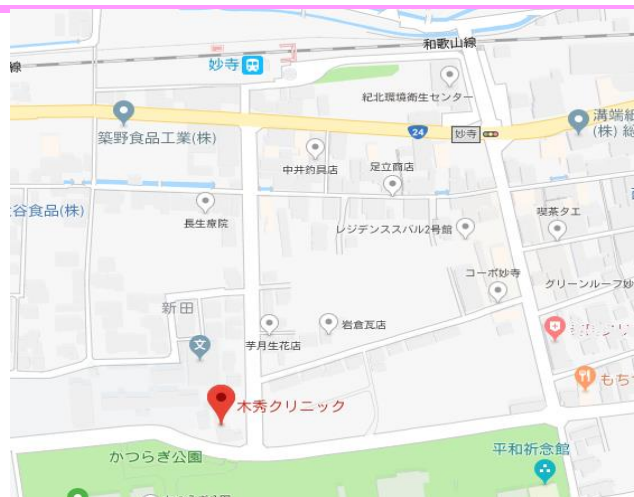 和歌山線
線
妙寺
紀北環境衛生センター
築野食品工業(株)
24
妙寺
溝端紙
(株) 総
中井釣具店
足立商店
谷食品(株)
長生療院
レジデンススバル2号館
喫茶タエ
コーポ妙寺
グリーンルーフ妙
新田
芋月生花店
岩倉瓦店
文
木秀クリニック
もち
かつらぎ公園
平和祈念館